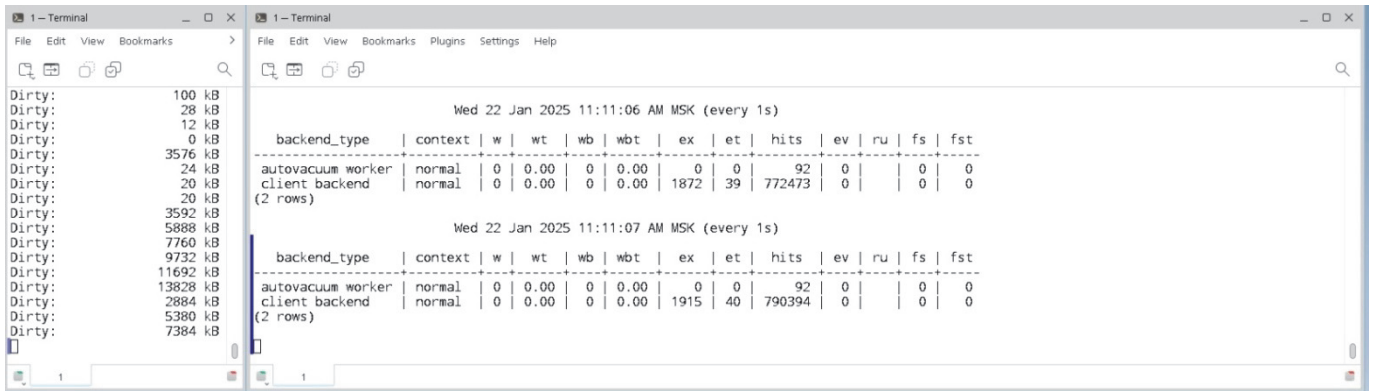 1 — Terminal
File Edit View Bookmarks >
Dirty: 100 kB
Dirty: 28 kB
Dirty: 12 kB
Dirty: 0 kB
Dirty: 3576 kB
Dirty: 24 kB
Dirty: 20 kB
Dirty: 20 kB
Dirty: 3592 kB
Dirty: 5888 kB
Dirty: 7760 kB
Dirty: 9732 kB
Dirty: 11692 kB
Dirty: 13828 kB
Dirty: 2884 kB
Dirty: 5380 kB
Dirty: 7384 kB
1
1 — Terminal
File Edit View Bookmarks Plugins Settings Help
Wed 22 Jan 2025 11:11:06 AM MSK (every 1s)
backend_type | context | w | wt | wb | wbt | ex | et | hits | ev | ru | fs | fst
-------------------+---------+---+------+----+------+------+----+--------+----+----+----+-----
autovacuum worker | normal | 0 | 0.00 | 0 | 0.00 | 0 | 0 | 92 | 0 | | 0 | 0
client backend | normal | 0 | 0.00 | 0 | 0.00 | 1872 | 39 | 772473 | 0 | | 0 | 0
(2 rows)
Wed 22 Jan 2025 11:11:07 AM MSK (every 1s)
backend_type | context | w | wt | wb | wbt | ex | et | hits | ev | ru | fs | fst
-------------------+---------+---+------+----+------+------+----+--------+----+----+----+-----
autovacuum worker | normal | 0 | 0.00 | 0 | 0.00 | 0 | 0 | 92 | 0 | | 0 | 0
client backend | normal | 0 | 0.00 | 0 | 0.00 | 1915 | 40 | 790394 | 0 | | 0 | 0
(2 rows)
1